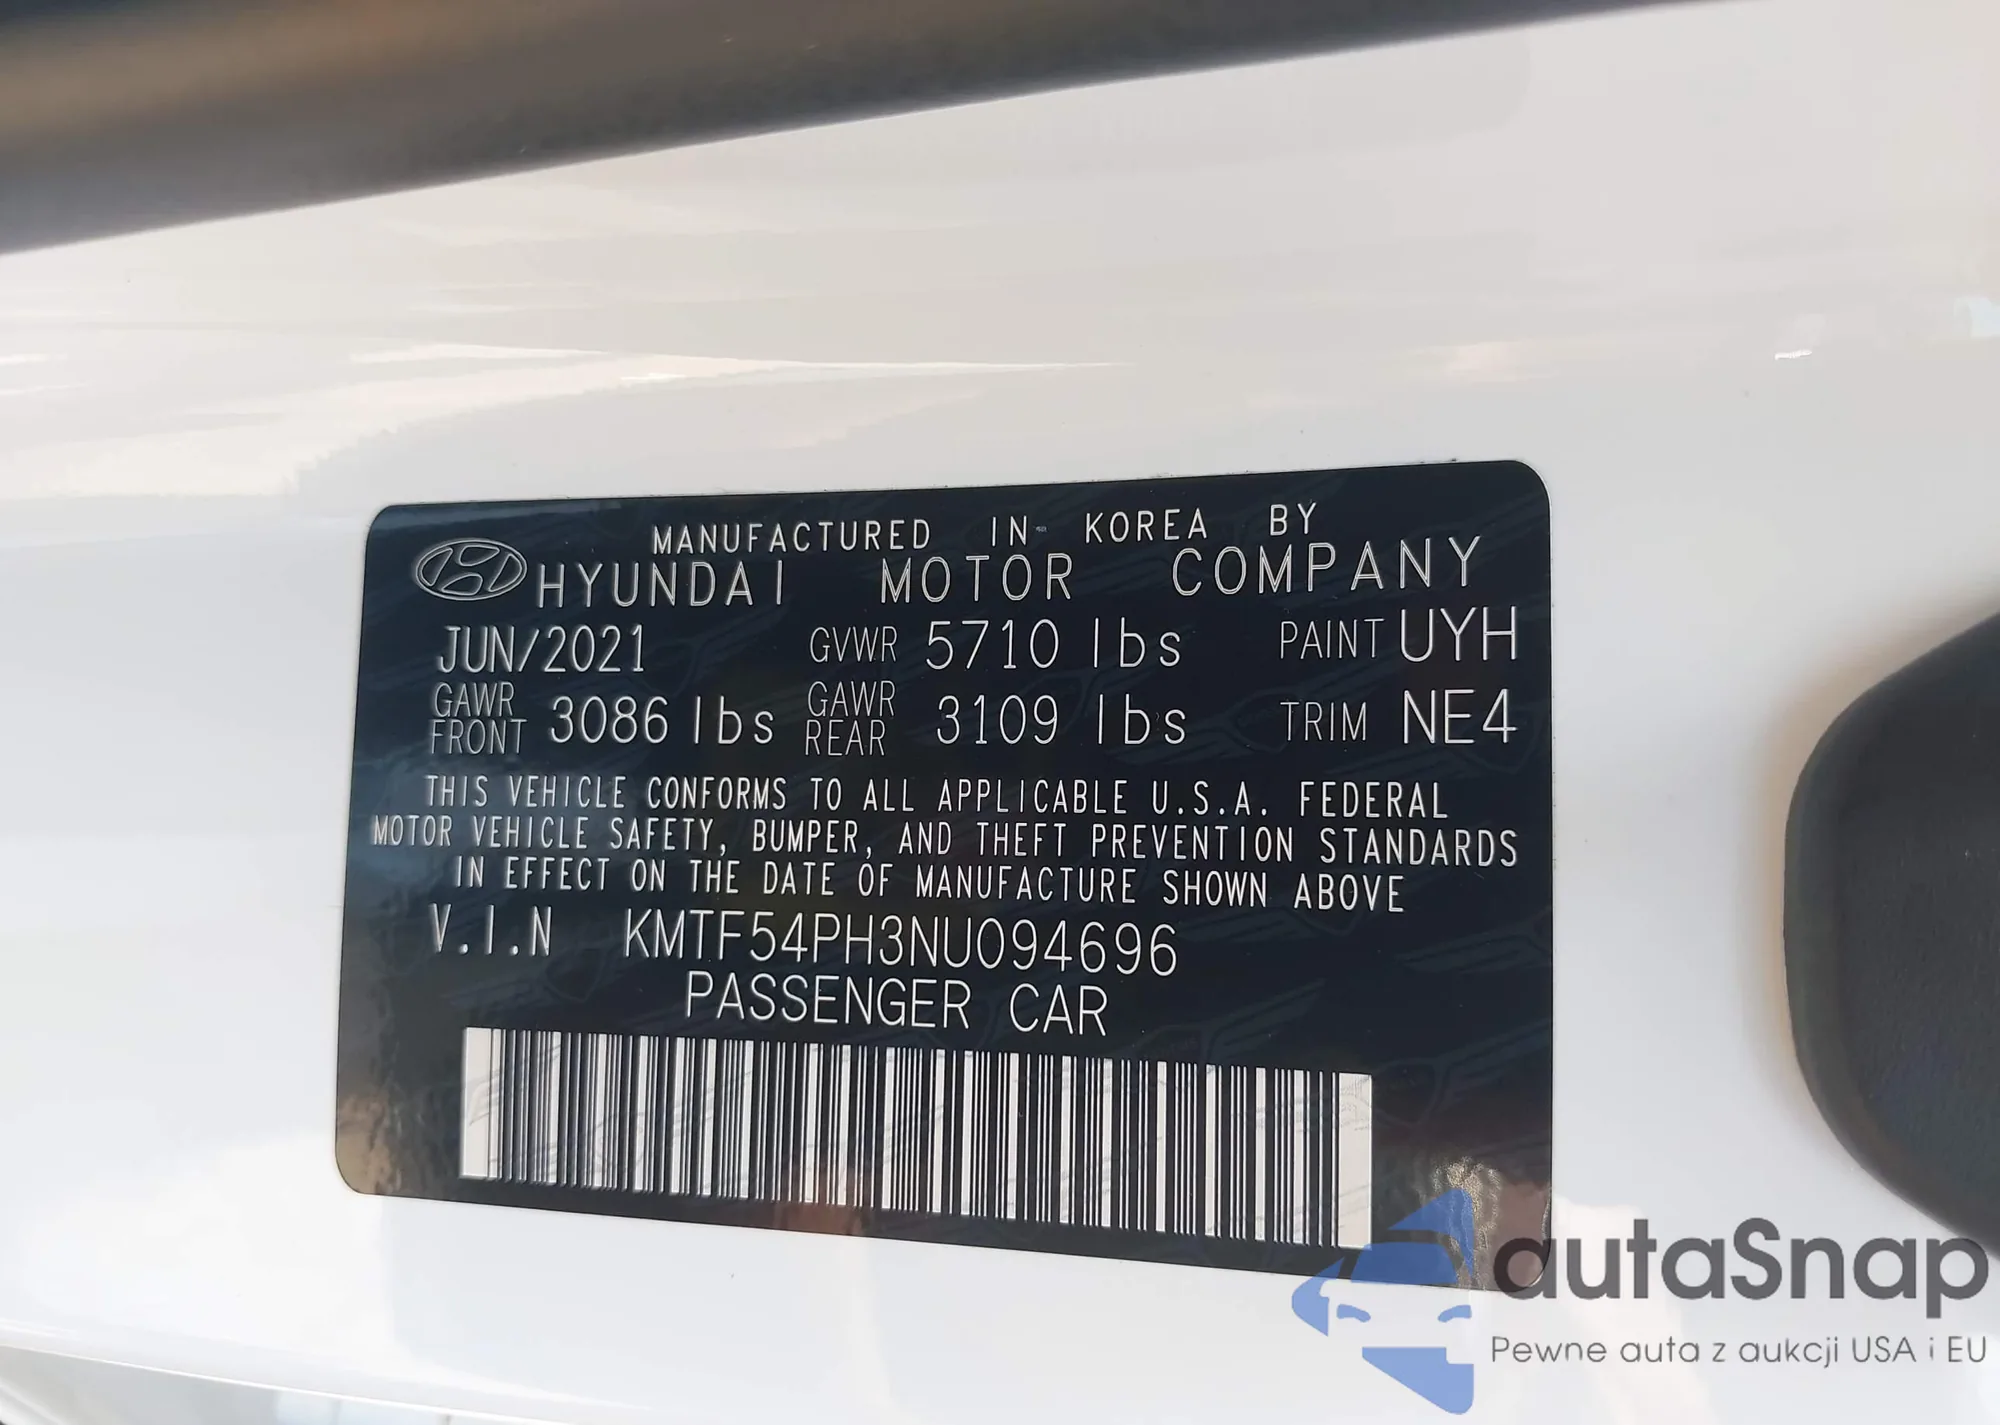 MANUFACTURED IN KOREA BY
HYUNDAI MOTOR COMPANY
JUN/2021 GVWR 5710 lbs PAINT UYH
GAWR FRONT 3086 lbs GAWR REAR 3109 lbs TRIM NE4
THIS VEHICLE CONFORMS TO ALL APPLICABLE U.S.A. FEDERAL
MOTOR VEHICLE SAFETY, BUMPER, AND THEFT PREVENTION STANDARDS
IN EFFECT ON THE DATE OF MANUFACTURE SHOWN ABOVE
V.I.N KMTF54PH3NU094696
PASSENGER CAR
autaSnap
Pewne auta z aukcji USA i EU